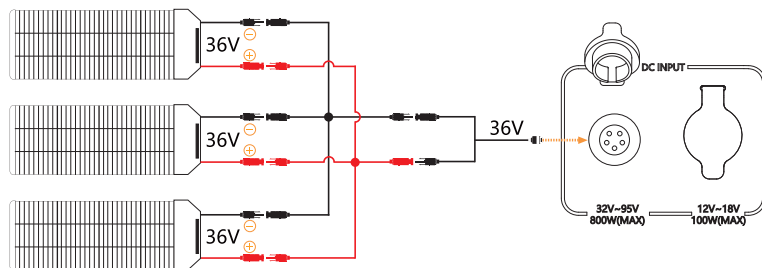 36V
36V
36V
36V
DC INPUT
32V~95V
800W(MAX)
12V~18V
100W(MAX)